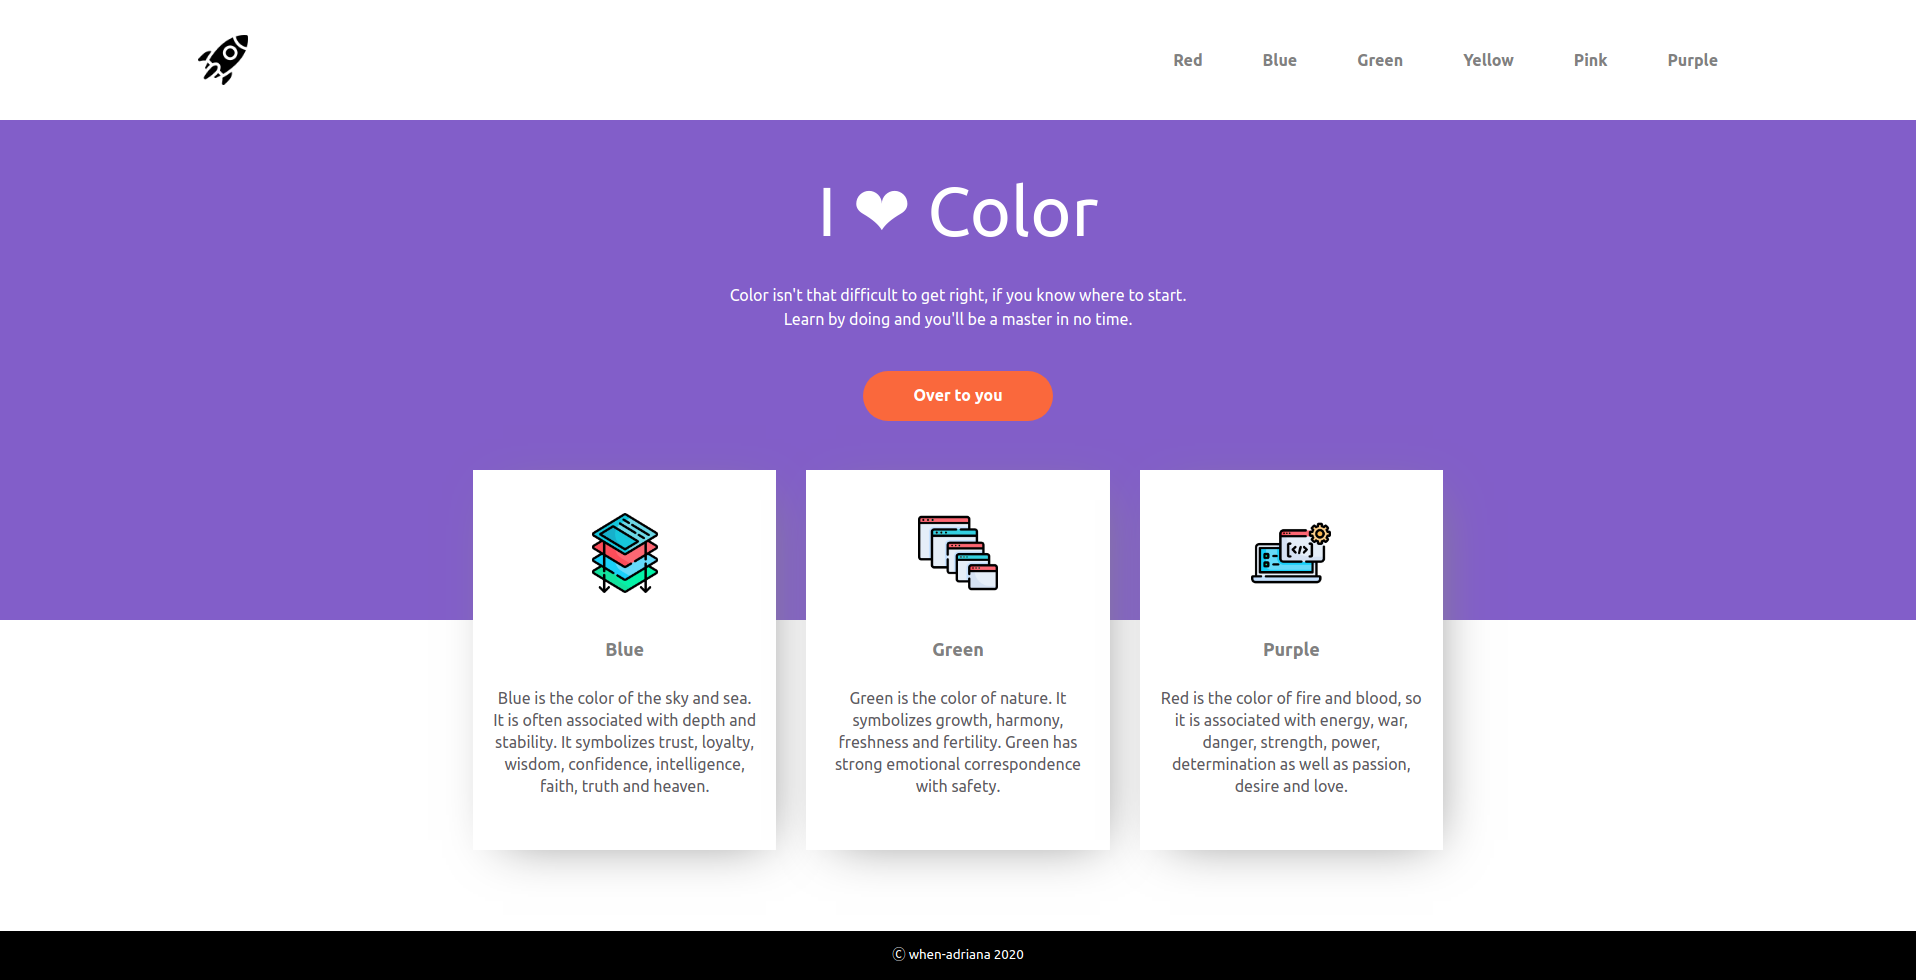 Red Blue Green Yellow Pink Purple
I ❤ Color
Color isn't that difficult to get right, if you know where to start.
Learn by doing and you'll be a master in no time.
Over to you
Blue
Blue is the color of the sky and sea.
It is often associated with depth and
stability. It symbolizes trust, loyalty,
wisdom, confidence, intelligence,
faith, truth and heaven.
Green
Green is the color of nature. It
symbolizes growth, harmony,
freshness and fertility. Green has
strong emotional correspondence
with safety.
</>
Purple
Red is the color of fire and blood, so
it is associated with energy, war,
danger, strength, power,
determination as well as passion,
desire and love.
Ⓒ when-adriana 2020